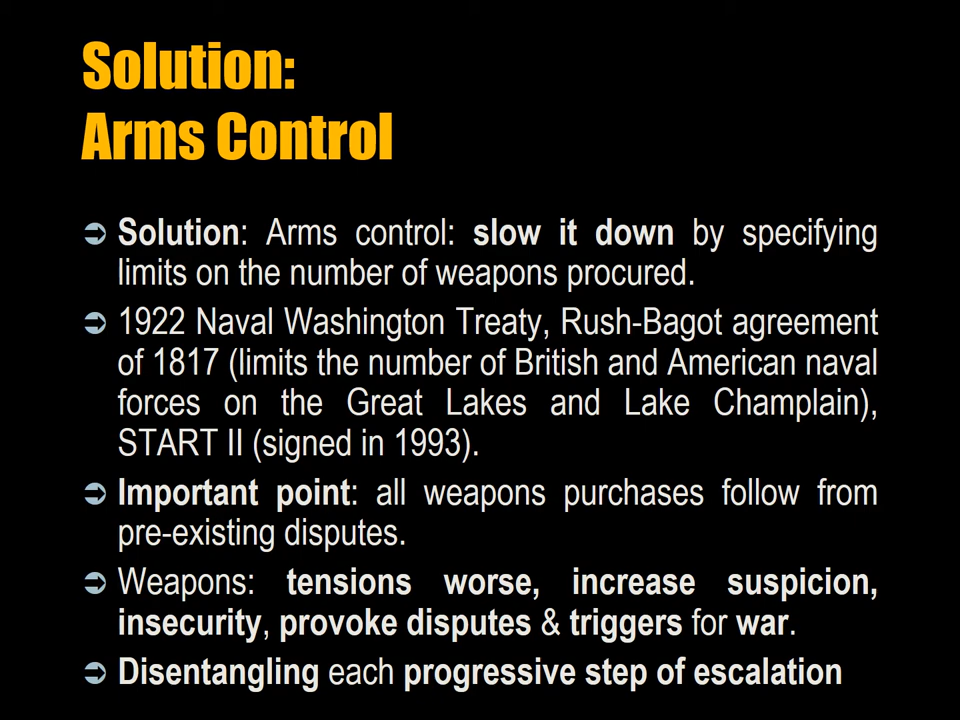 Solution:
Arms Control
Solution: Arms control: slow it down by specifying
limits on the number of weapons procured.
1922 Naval Washington Treaty, Rush-Bagot agreement
of 1817 (limits the number of British and American naval
forces on the Great Lakes and Lake Champlain),
START II (signed in 1993).
Important point: all weapons purchases follow from
pre-existing disputes.
Weapons: tensions worse, increase suspicion,
insecurity, provoke disputes & triggers for war.
Disentangling each progressive step of escalation